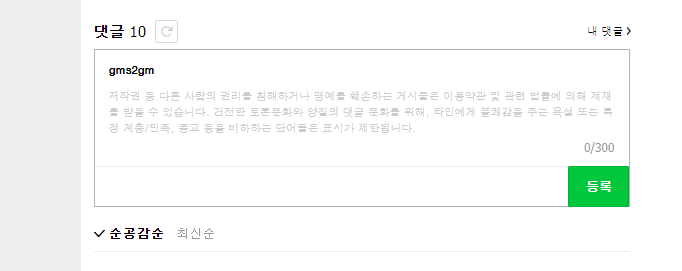 댓글 10
내 댓글
gms2gm
저작권 등 다른 사람의 권리를 침해하거나 명예를 훼손하는 게시물은 이용약관 및 관련 법률에 의해 제재
를 받을 수 있습니다. 건전한 토론문화와 양질의 댓글 문화를 위해, 타인에게 불쾌감을 주는 욕설 또는 특
정 계층/민족, 종교 등을 비하하는 단어들은 표시가 제한됩니다.
0/300
등록
순공감순 최신순